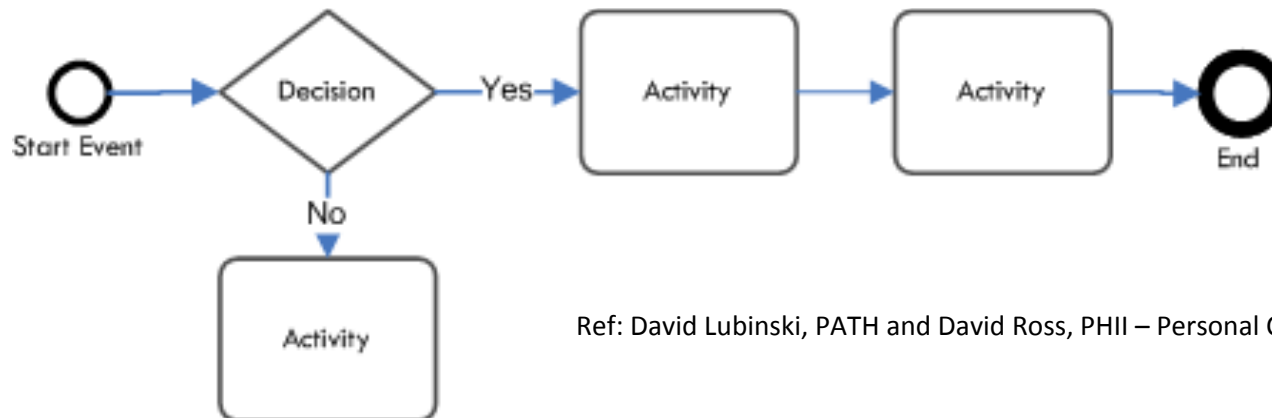 Start Event
Decision
Yes
Activity
Activity
End
No
Activity
Ref: David Lubinski, PATH and David Ross, PHII – Personal